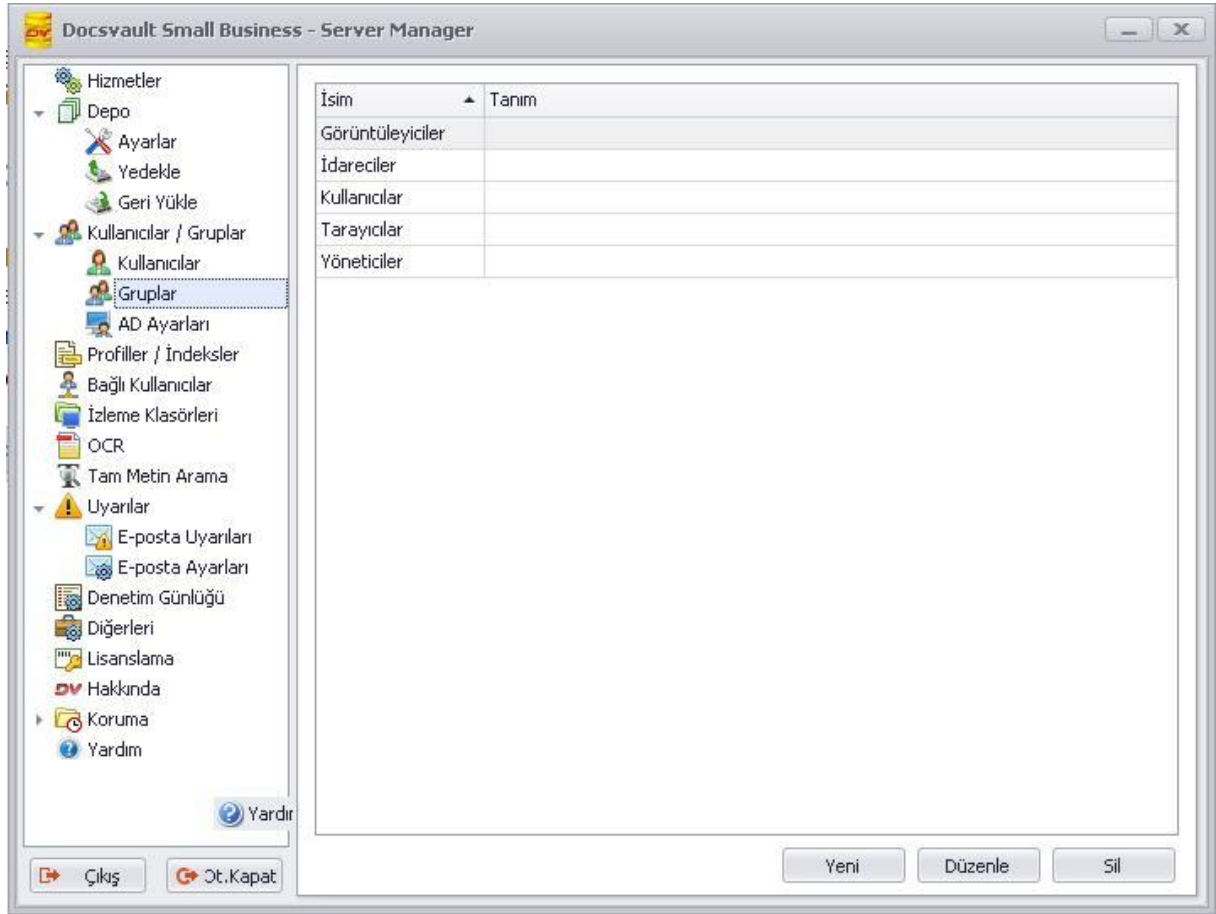 Docsvault Small Business - Server Manager
Hizmetler
Depo
Ayarlar
Yedekle
Geri Yükle
Kullanıcılar / Gruplar
Kullanıcılar
Gruplar
AD Ayarları
Profiller / İndeksler
Bağlı Kullanıcılar
İzleme Klasörleri
OCR
Tam Metin Arama
Uyarılar
E-posta Uyarıları
E-posta Ayarları
Denetim Günlüğü
Diğerleri
Lisanslama
DV Hakkında
Koruma
Yardım
Yardır
Çıkış
Ot.Kapat
İsim Tanım
Görüntüleyiciler
İdareciler
Kullanıcılar
Tarayıcılar
Yöneticiler
Yeni Düzenle Sil